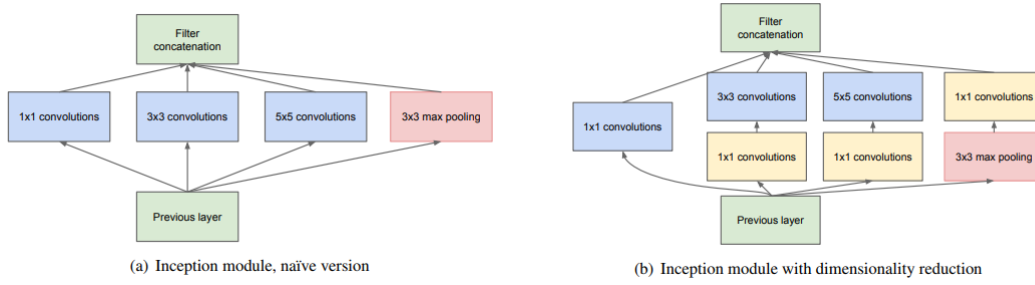 Filter
concatenation
1x1 convolutions
3x3 convolutions
5x5 convolutions
3x3 max pooling
Previous layer
(a) Inception module, naïve version
Filter
concatenation
3x3 convolutions
5x5 convolutions
1x1 convolutions
1x1 convolutions
1x1 convolutions
1x1 convolutions
3x3 max pooling
Previous layer
(b) Inception module with dimensionality reduction